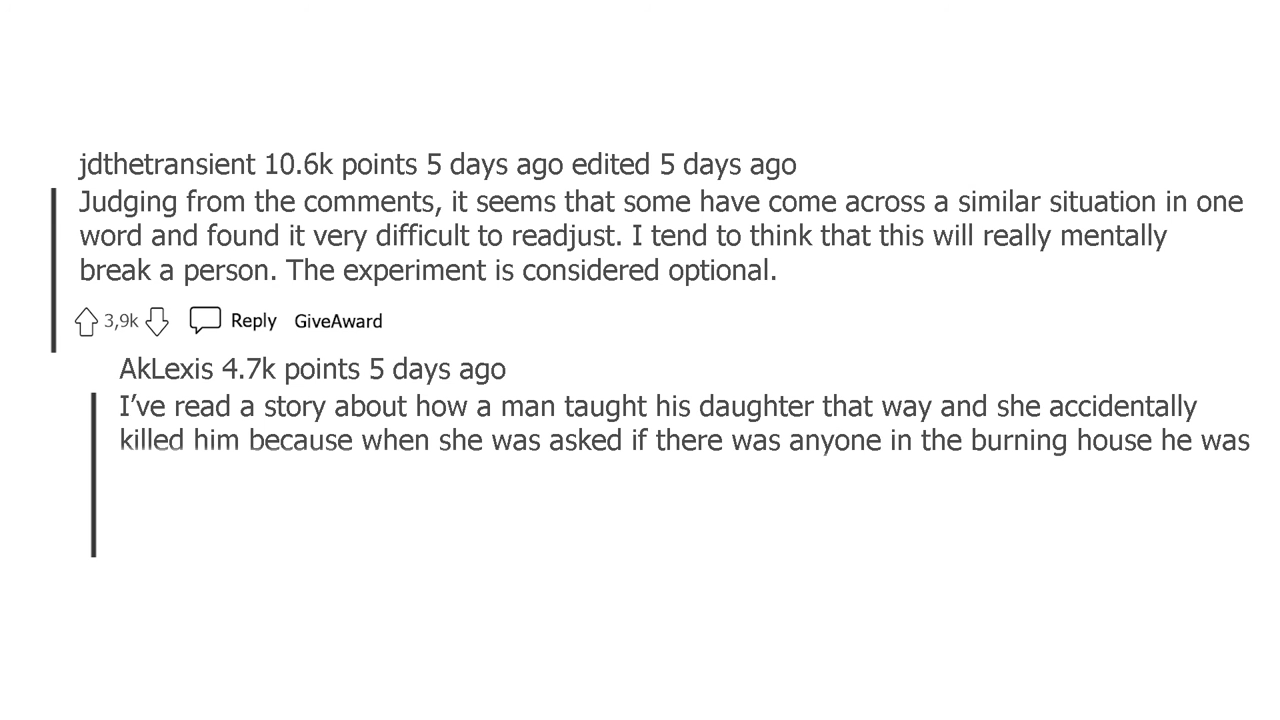 jdthetransient 10.6k points 5 days ago edited 5 days ago
Judging from the comments, it seems that some have come across a similar situation in one
word and found it very difficult to readjust. I tend to think that this will really mentally
break a person. The experiment is considered optional.
3,9k Reply GiveAward
AkLexis 4.7k points 5 days ago
I've read a story about how a man taught his daughter that way and she accidentally
killed him because when she was asked if there was anyone in the burning house he was